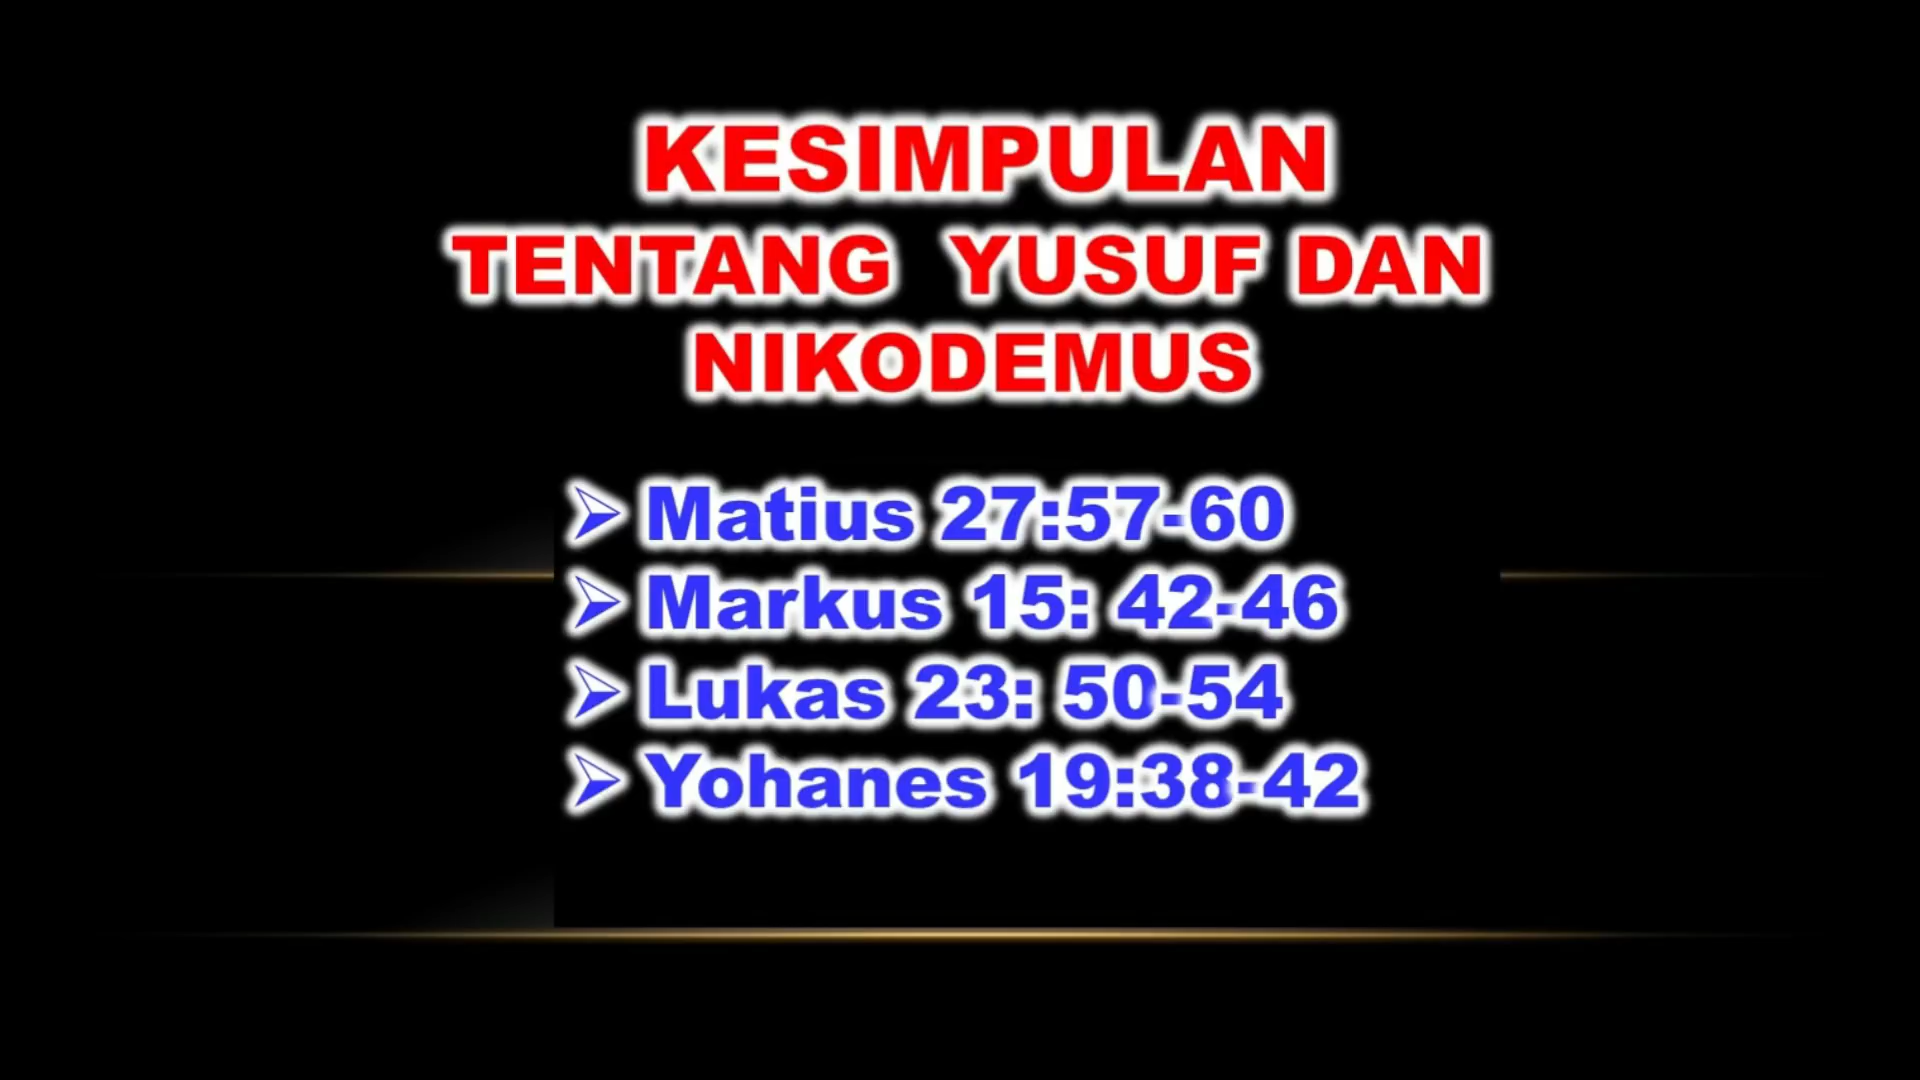 KESIMPULAN
TENTANG YUSUF DAN
NIKODEMUS
➢ Matius 27:57-60
➢ Markus 15: 42-46
➢ Lukas 23: 50-54
➢ Yohanes 19:38-42